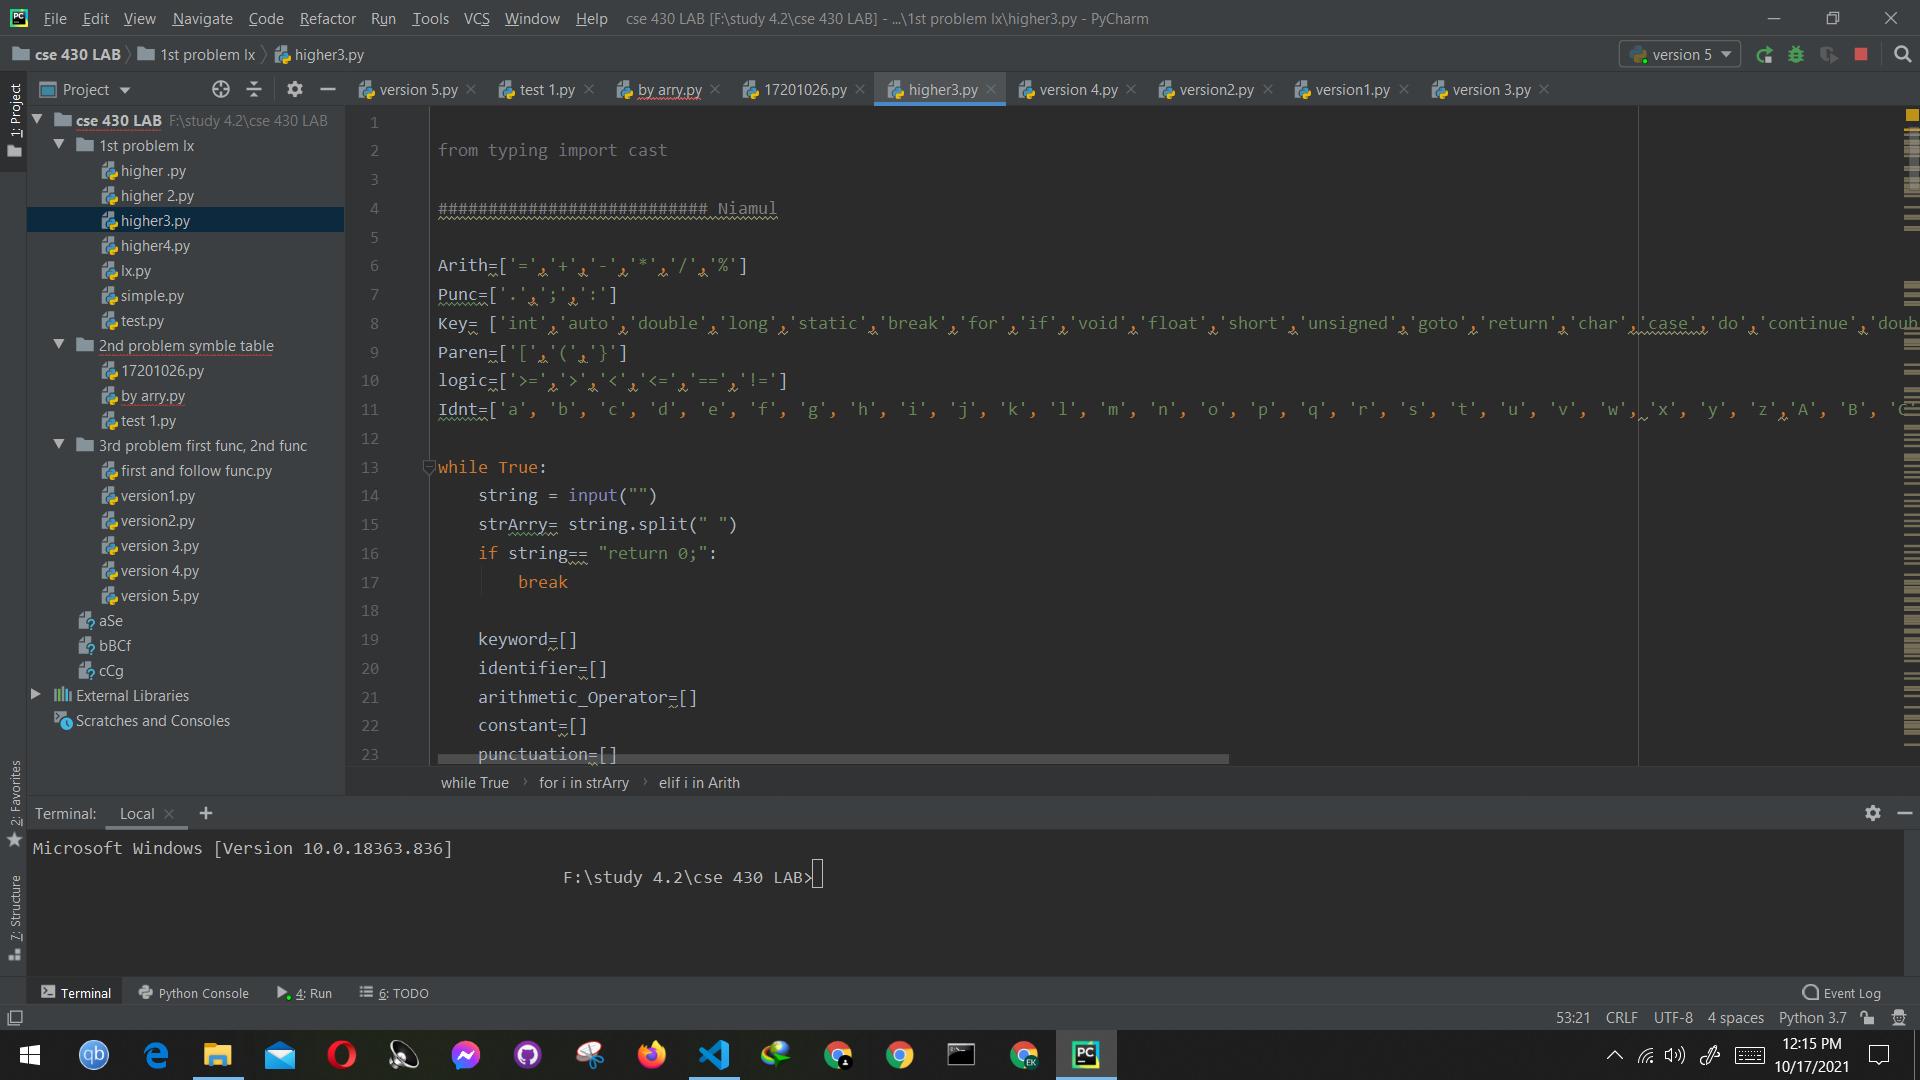 File Edit View Navigate Code Refactor Run Tools VCS Window Help cse 430 LAB [F:\study 4.2\cse 430 LAB] - ...\1st problem lx\higher3.py - PyCharm
cse 430 LAB 1st problem lx higher3.py version 5
Project version 5.py test 1.py by arry.py 17201026.py higher3.py version 4.py version2.py version1.py version 3.py
1: Project
cse 430 LAB F:\study 4.2\cse 430 LAB
1st problem lx
higher .py
higher 2.py
higher3.py
higher4.py
lx.py
simple.py
test.py
2nd problem symble table
17201026.py
by arry.py
test 1.py
3rd problem first func, 2nd func
first and follow func.py
version1.py
version2.py
version 3.py
version 4.py
version 5.py
aSe
bBCf
cCg
External Libraries
Scratches and Consoles
1
2 from typing import cast
3
4 ########################### Niamul
5
6 Arith=['=','+','-','*','/','%']
7 Punc=['.',';',':']
8 Key= ['int','auto','double','long','static','break','for','if','void','float','short','unsigned','goto','return','char','case','do','continue','doub
9 Paren=['[','(','}']
10 logic=['>=','>','<','<=','==','!=']
11 Idnt=['a', 'b', 'c', 'd', 'e', 'f', 'g', 'h', 'i', 'j', 'k', 'l', 'm', 'n', 'o', 'p', 'q', 'r', 's', 't', 'u', 'v', 'w', 'x', 'y', 'z','A', 'B', 'C'
12
13 while True:
14 string = input("")
15 strArry= string.split(" ")
16 if string== "return 0;":
17 break
18
19 keyword=[]
20 identifier=[]
21 arithmetic_Operator=[]
22 constant=[]
23 punctuation=[]
while True for i in strArry elif i in Arith
2: Favorites
7: Structure
Terminal: Local +
Microsoft Windows [Version 10.0.18363.836]
F:\study 4.2\cse 430 LAB>
Terminal Python Console 4: Run 6: TODO Event Log
53:21 CRLF UTF-8 4 spaces Python 3.7
qb EK PC
12:15 PM
10/17/2021